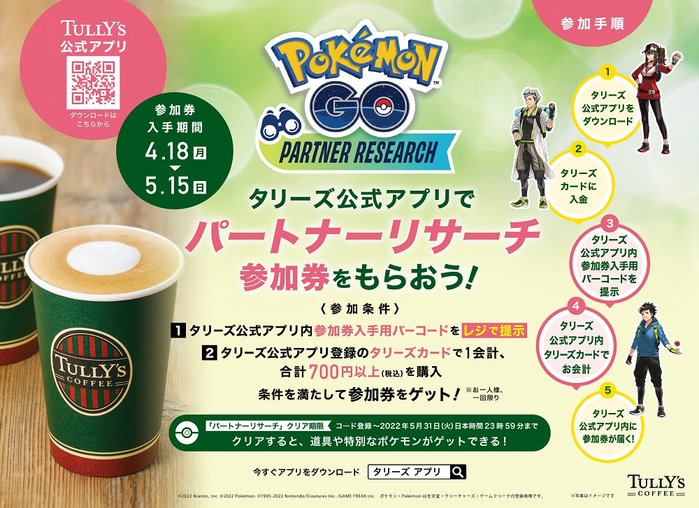 TULLY'S
公式アプリ
ダウンロードは
こちらから
参加券
入手期間
4.18月
5.15日
POKÉMON
GO
PARTNER RESEARCH
タリーズ公式アプリで
パートナーリサーチ
参加券をもらおう！
〈参加条件〉
1 タリーズ公式アプリ内参加券入手用バーコードをレジで提示
2 タリーズ公式アプリ登録のタリーズカードで1会計、
合計700円以上(税込)を購入
条件を満たして参加券をゲット！ ※お一人様、
一回限り
「パートナーリサーチ」クリア期限 コード登録～2022年5月31日(火)日本時間23時59分まで
クリアすると、道具や特別なポケモンがゲットできる！
今すぐアプリをダウンロード タリーズ アプリ
参加手順
1
タリーズ
公式アプリを
ダウンロード
2
タリーズ
カードに
入金
3
タリーズ
公式アプリ内
参加券入手用
バーコードを
提示
4
タリーズ
公式アプリ内
タリーズカードで
お会計
5
タリーズ
公式アプリ内に
参加券が届く！
TULLY'S
COFFEE
TULLY'S
COFFEE
©2022 Niantic, Inc. ©2022 Pokémon. ©1995-2022 Nintendo/Creatures Inc. /GAME FREAK inc. ポケモン・Pokémonは任天堂・クリーチャーズ・ゲームフリークの登録商標です。
※写真はイメージです